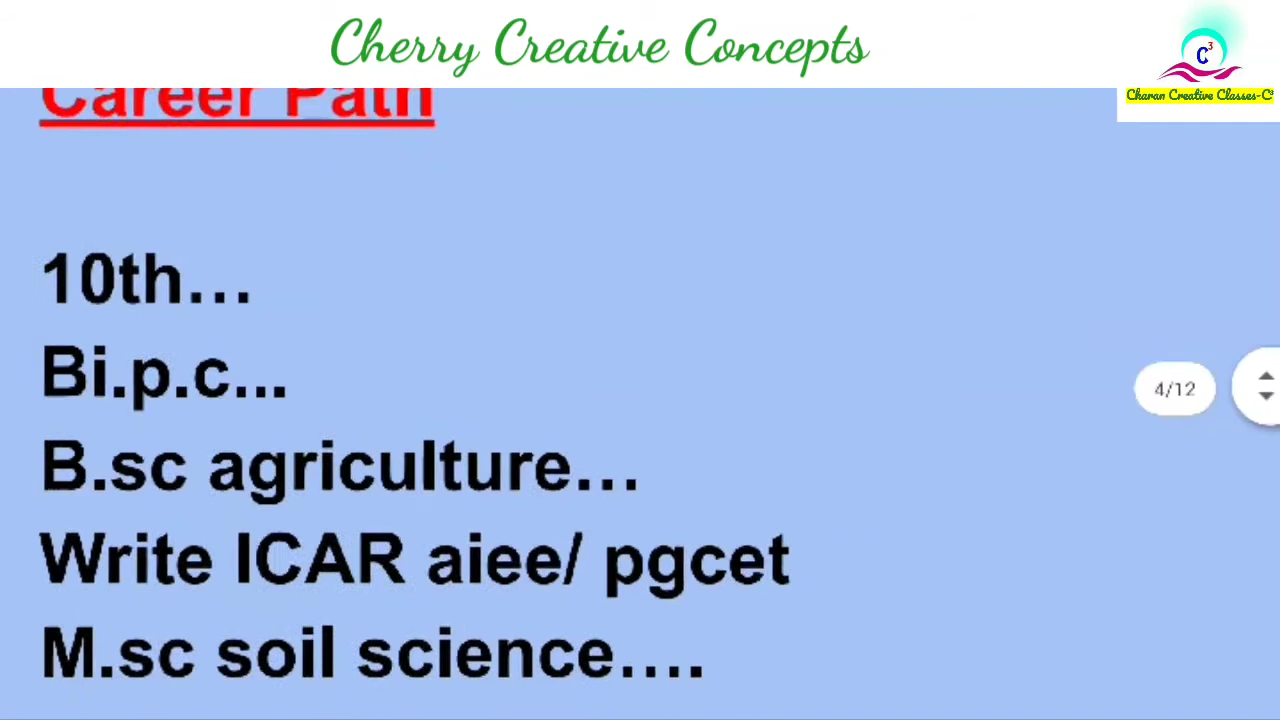 Cherry Creative Concepts
C³
Charan Creative Classes-C³
Career Path
10th...
Bi.p.c...
4/12
B.sc agriculture...
Write ICAR aiee/ pgcet
M.sc soil science....